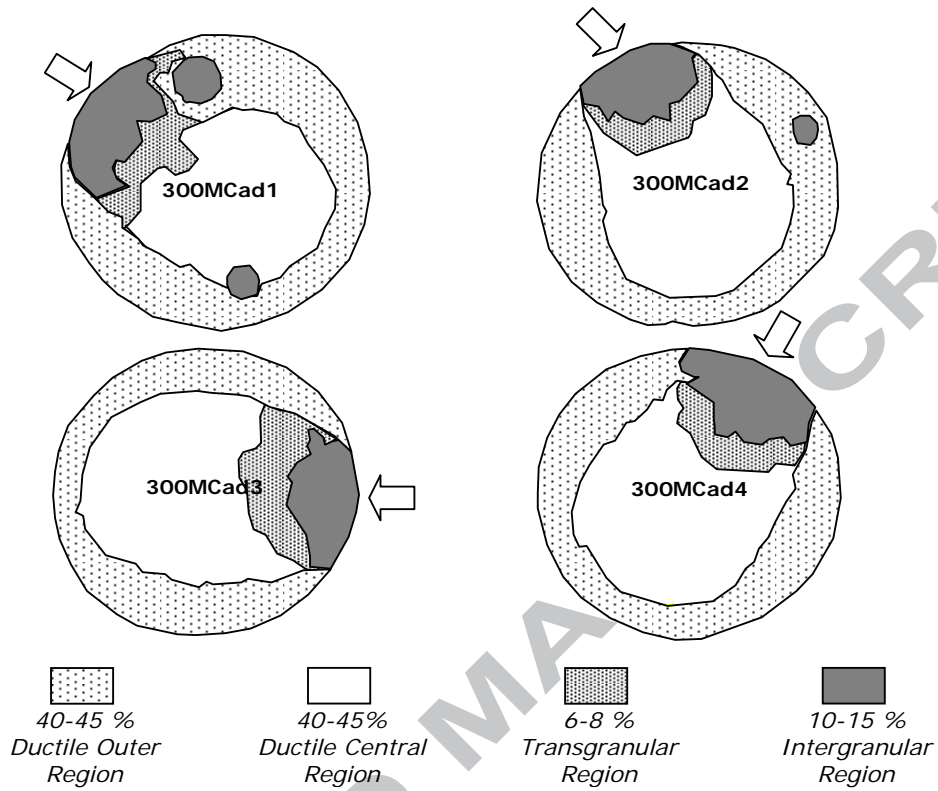 300MCad1
300MCad2
300MCad3
300MCad4
40-45 %
Ductile Outer
Region
40-45%
Ductile Central
Region
6-8 %
Transgranular
Region
10-15 %
Intergranular
Region